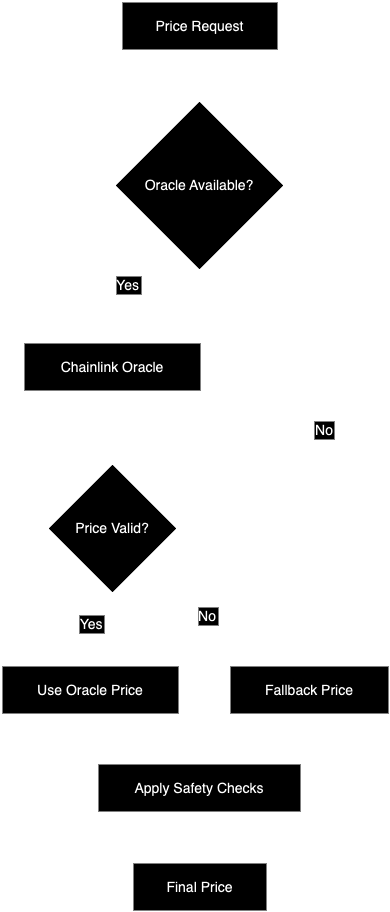 Price Request
Oracle Available?
Yes
Chainlink Oracle
No
Price Valid?
No
Yes
Use Oracle Price
Fallback Price
Apply Safety Checks
Final Price